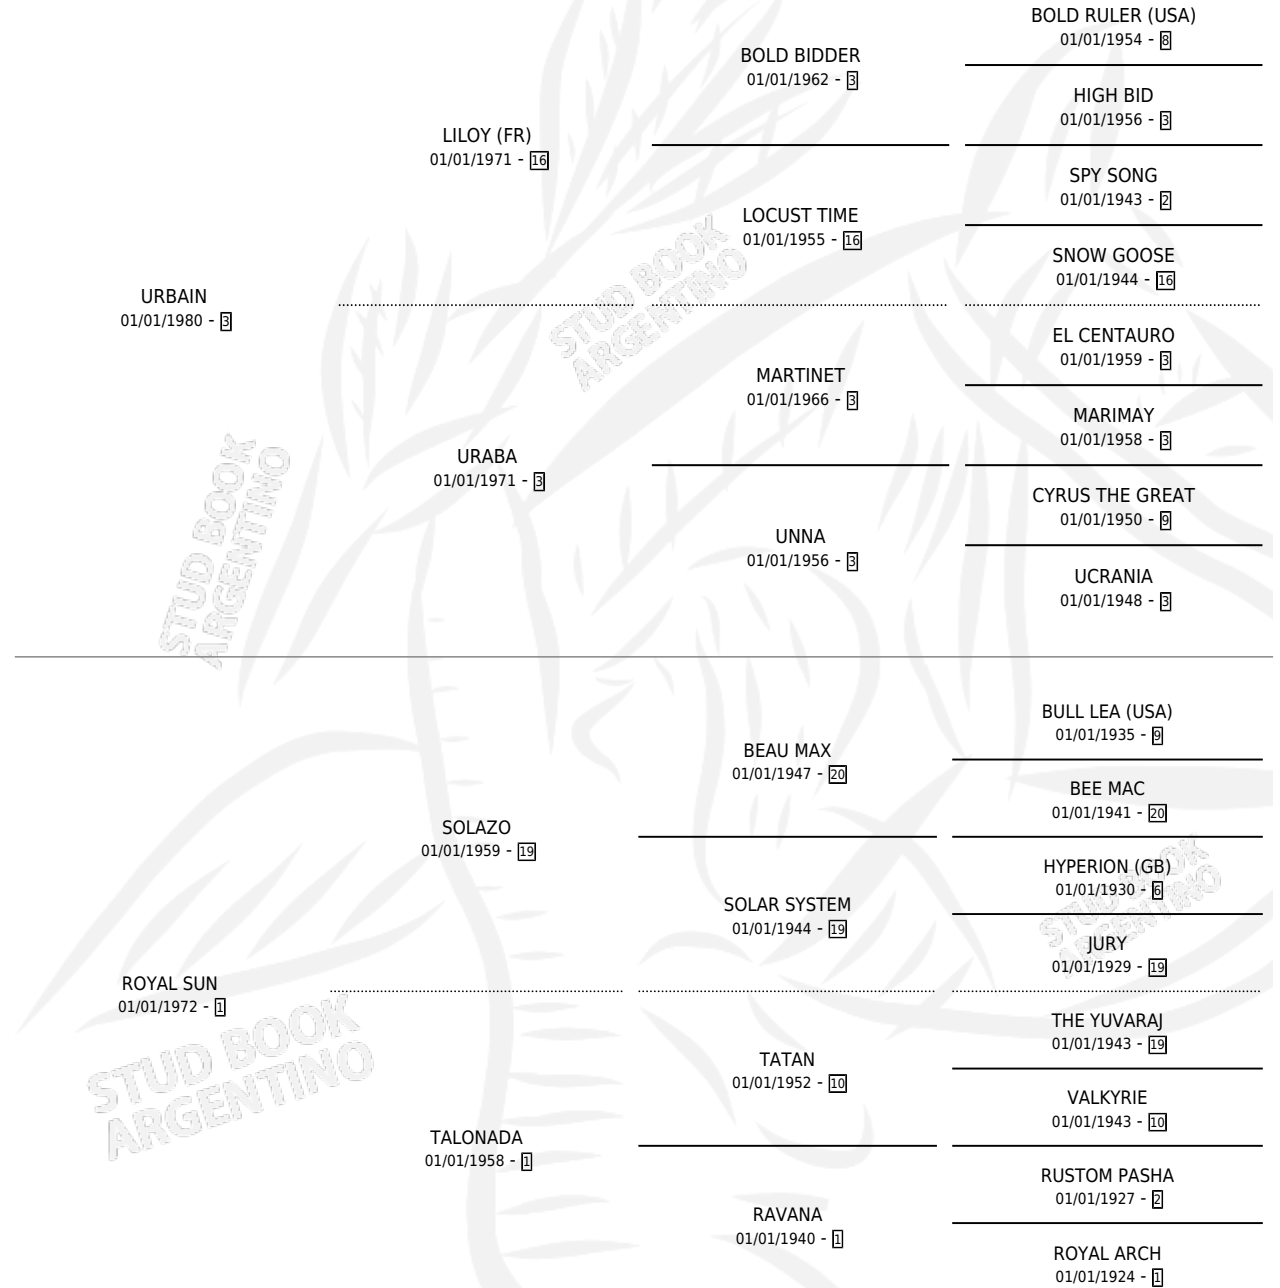 BOLD RULER (USA)
01/01/1954 - 8
BOLD BIDDER
01/01/1962 - 3
HIGH BID
01/01/1956 - 3
LILOY (FR)
01/01/1971 - 16
SPY SONG
01/01/1943 - 2
LOCUST TIME
01/01/1955 - 16
SNOW GOOSE
01/01/1944 - 16
URBAIN
01/01/1980 - 3
STUD BOOK
ARGENTINO
EL CENTAURO
01/01/1959 - 3
MARTINET
01/01/1966 - 3
MARIMAY
01/01/1958 - 3
URABA
01/01/1971 - 3
CYRUS THE GREAT
01/01/1950 - 9
UNNA
01/01/1956 - 3
UCRANIA
01/01/1948 - 3
STUD BOOK
ARGENTINO
BULL LEA (USA)
01/01/1935 - 9
BEAU MAX
01/01/1947 - 20
BEE MAC
01/01/1941 - 20
SOLAZO
01/01/1959 - 19
HYPERION (GB)
01/01/1930 - 6
SOLAR SYSTEM
01/01/1944 - 19
JURY
01/01/1929 - 19
STUD BOOK
ARGENTINO
ROYAL SUN
01/01/1972 - 1
THE YUVARAJ
01/01/1943 - 19
TATAN
01/01/1952 - 10
VALKYRIE
01/01/1943 - 10
STUD BOOK
ARGENTINO
TALONADA
01/01/1958 - 1
RUSTOM PASHA
01/01/1927 - 2
RAVANA
01/01/1940 - 1
ROYAL ARCH
01/01/1924 - 1